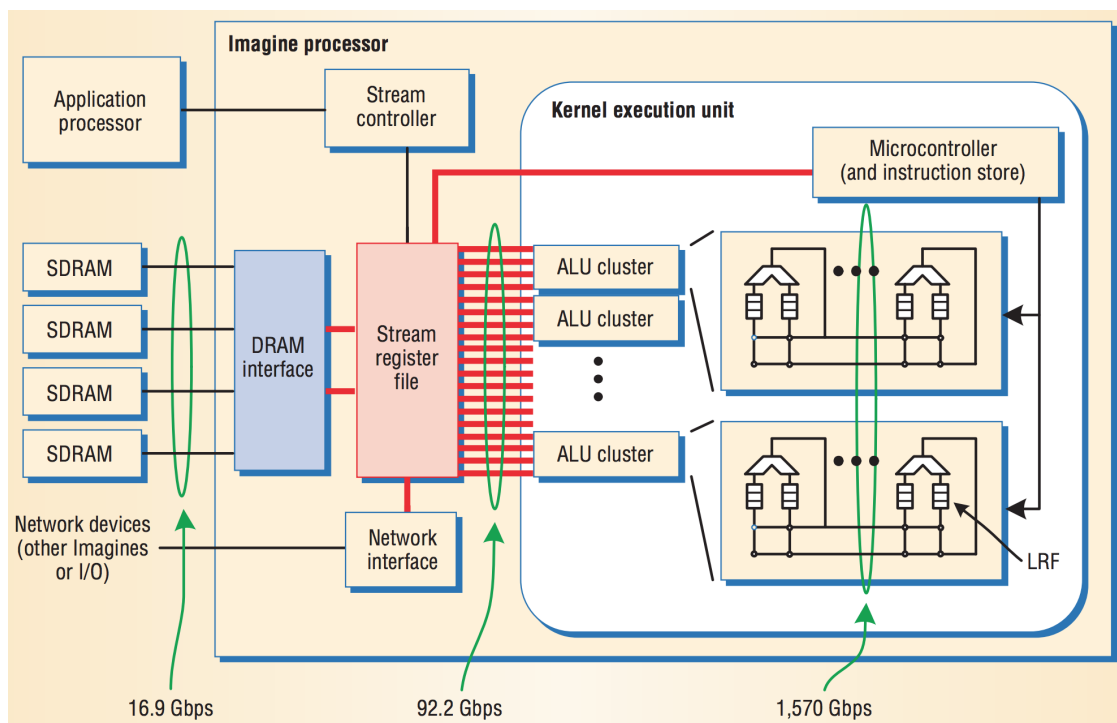 Imagine processor
Application
processor
Stream
controller
Kernel execution unit
Microcontroller
(and instruction store)
SDRAM
SDRAM
SDRAM
SDRAM
DRAM
interface
Stream
register
file
ALU cluster
ALU cluster
ALU cluster
LRF
Network devices
(other Imagines
or I/O)
Network
interface
16.9 Gbps
92.2 Gbps
1,570 Gbps